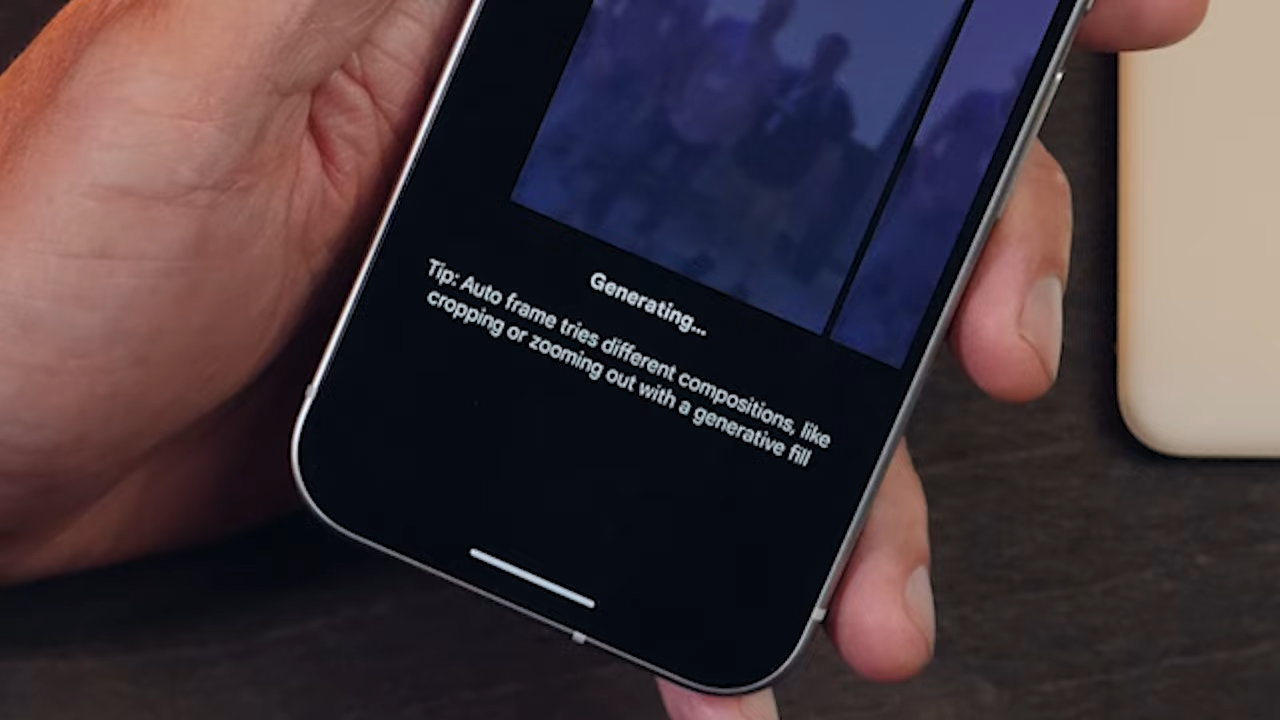 Generating...
Tip: Auto frame tries different compositions, like
cropping or zooming out with a generative fill